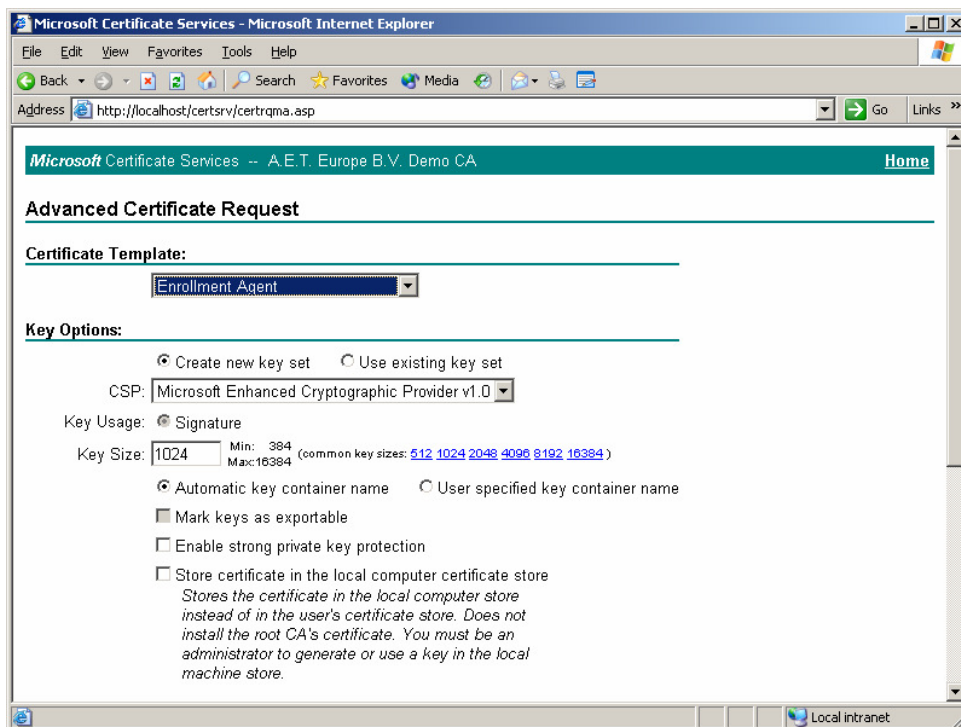 Microsoft Certificate Services - Microsoft Internet Explorer
File Edit View Favorites Tools Help
Back Search Favorites Media
Address http://localhost/certsrv/certrqma.asp Go Links »
Microsoft Certificate Services -- A.E.T. Europe B.V. Demo CA Home
Advanced Certificate Request
Certificate Template:
Enrollment Agent
Key Options:
Create new key set Use existing key set
CSP: Microsoft Enhanced Cryptographic Provider v1.0
Key Usage: Signature
Key Size: 1024 Min: 384 (common key sizes: 512 1024 2048 4096 8192 16384 )
Max:16384
Automatic key container name User specified key container name
Mark keys as exportable
Enable strong private key protection
Store certificate in the local computer certificate store
Stores the certificate in the local computer store
instead of in the user's certificate store. Does not
install the root CA's certificate. You must be an
administrator to generate or use a key in the local
machine store.
Local intranet